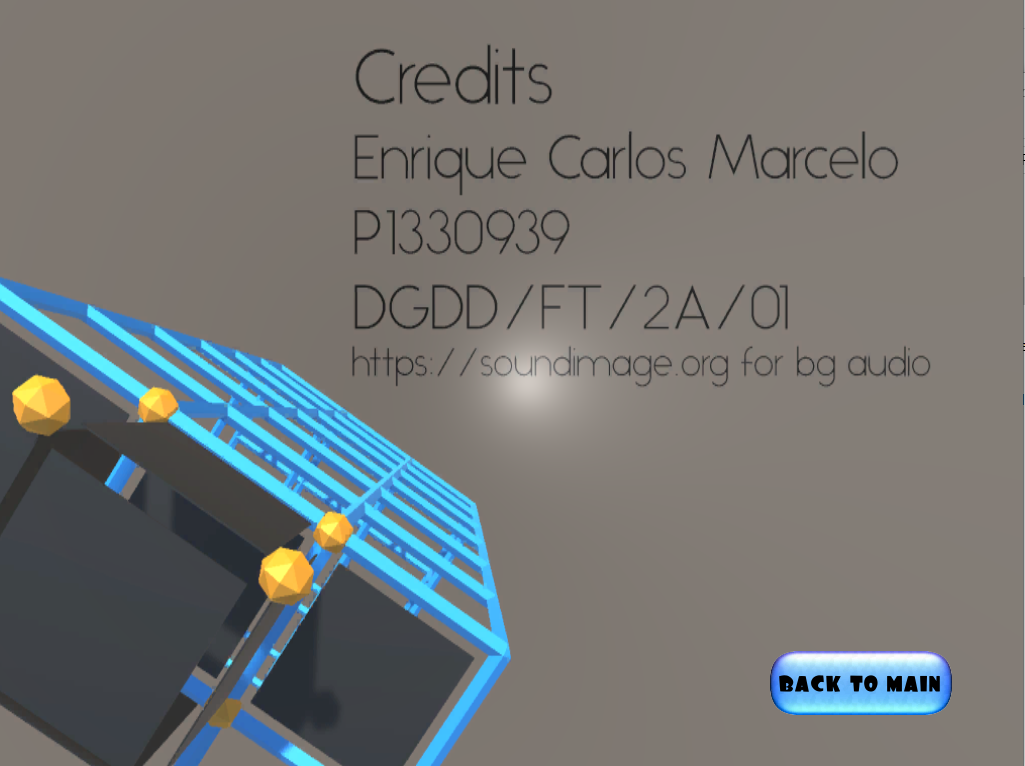 Credits
Enrique Carlos Marcelo
P1330939
DGDD/FT/2A/01
https://soundimage.org for bg audio
BACK TO MAIN